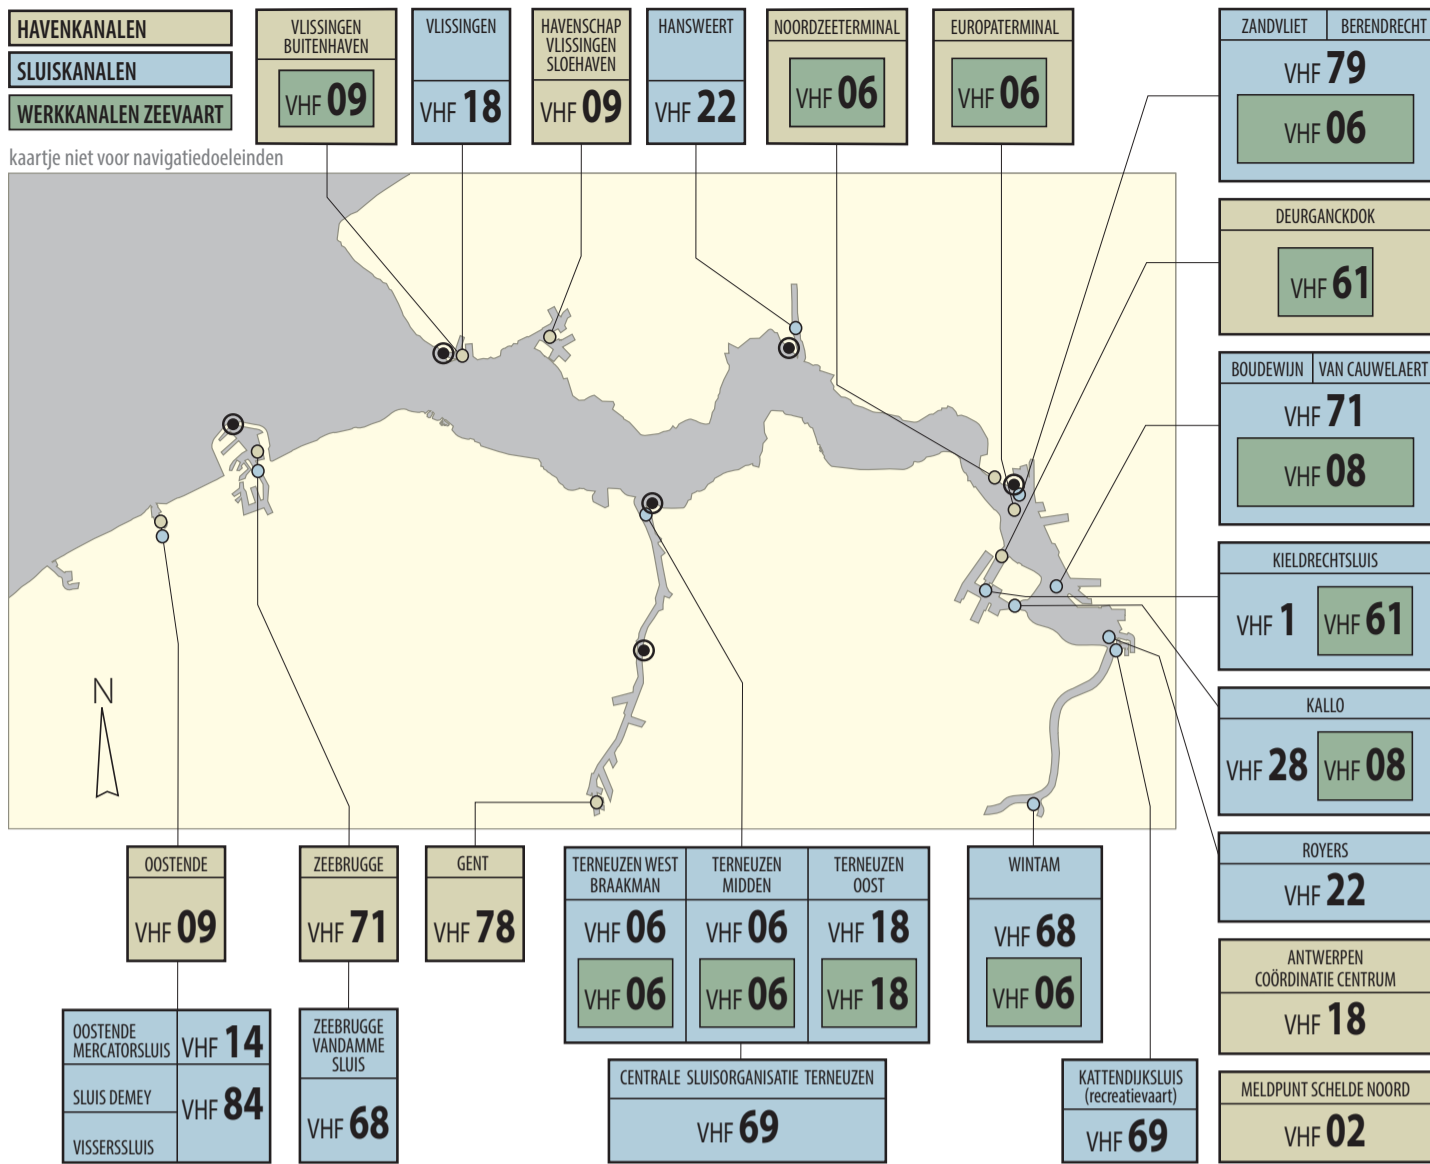 HAVENKANALEN
SLUISKANALEN
WERKKANALEN ZEEVAART
kaartje niet voor navigatiedoeleinden
VLISSINGEN
BUITENHAVEN
VHF 09
VLISSINGEN
VHF 18
HAVENSCHAP
VLISSINGEN
SLOEHAVEN
VHF 09
HANSWEERT
VHF 22
NOORDZEETERMINAL
VHF 06
EUROPATERMINAL
VHF 06
ZANDVLIET BERENDRECHT
VHF 79
VHF 06
DEURGANCKDOK
VHF 61
BOUDEWIJN VAN CAUWELAERT
VHF 71
VHF 08
KIELDRECHTSLUIS
VHF 1 VHF 61
KALLO
VHF 28 VHF 08
ROYERS
VHF 22
ANTWERPEN
COÖRDINATIE CENTRUM
VHF 18
MELDPUNT SCHELDE NOORD
VHF 02
N
OOSTENDE
VHF 09
OOSTENDE
MERCATORSLUIS
VHF 14
SLUIS DEMEY
VHF 84
VISSERSSLUIS
ZEEBRUGGE
VHF 71
ZEEBRUGGE
VANDAMME
SLUIS
VHF 68
GENT
VHF 78
TERNEUZEN WEST
BRAAKMAN
VHF 06
VHF 06
TERNEUZEN
MIDDEN
VHF 06
VHF 06
TERNEUZEN
OOST
VHF 18
VHF 18
CENTRALE SLUISORGANISATIE TERNEUZEN
VHF 69
WINTAM
VHF 68
VHF 06
KATTENDIJKSLUIS
(recreatievaart)
VHF 69